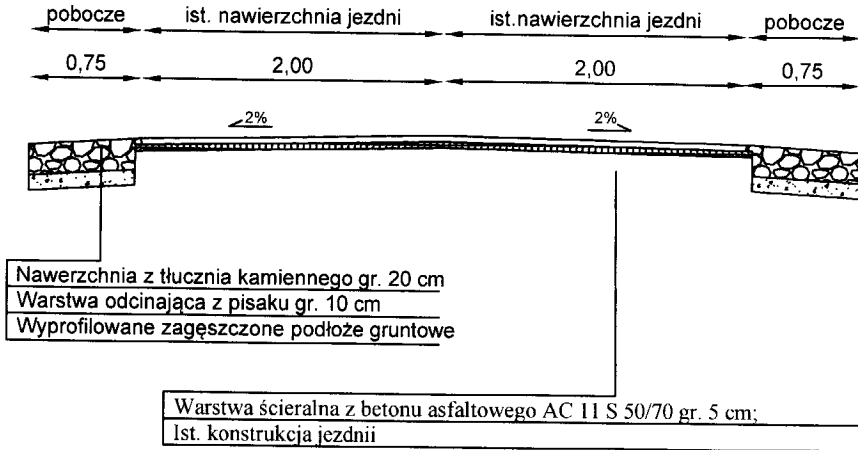 pobocze ist. nawierzchnia jezdni ist.nawierzchnia jezdni pobocze
0,75 2,00 2,00 0,75
2% 2%
Nawerzchnia z tłucznia kamiennego gr. 20 cm
Warstwa odcinająca z pisaku gr. 10 cm
Wyprofilowane zagęszczone podłoże gruntowe
Warstwa ścieralna z betonu asfaltowego AC 11 S 50/70 gr. 5 cm;
Ist. konstrukcja jezdnii